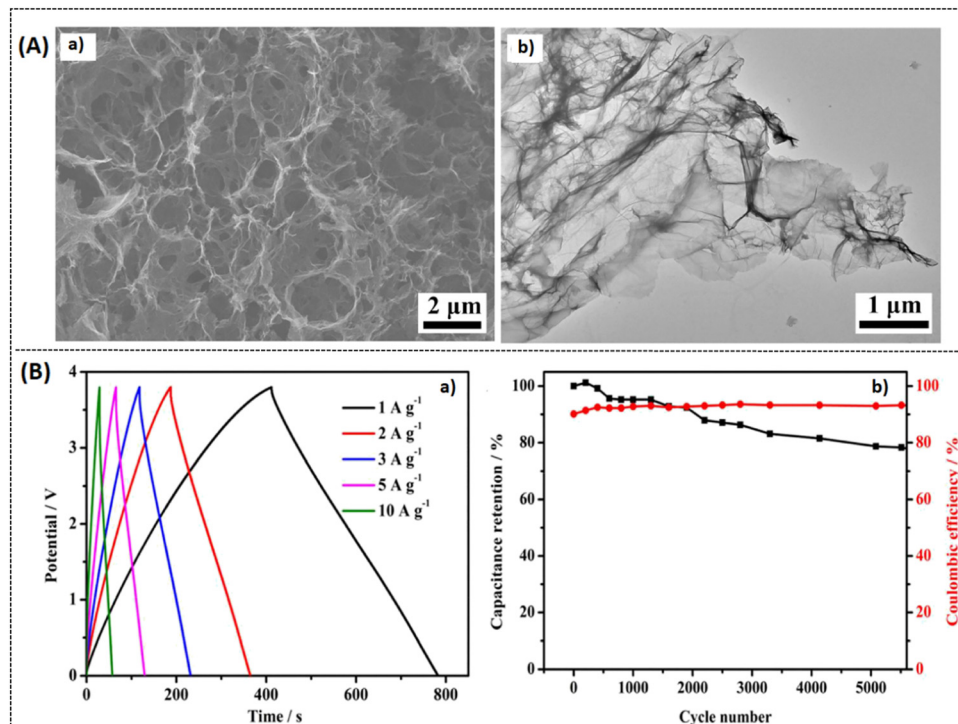 (A)
a)
2 µm
b)
1 µm
(B)
a)
1 A g⁻¹
2 A g⁻¹
3 A g⁻¹
5 A g⁻¹
10 A g⁻¹
Potential / V
4
3
2
1
0
0 200 400 600 800
Time / s
b)
Capacitance retention / %
100
80
60
40
20
0
0 1000 2000 3000 4000 5000
Cycle number
100
80
60
40
20
0
Coulombic efficiency / %